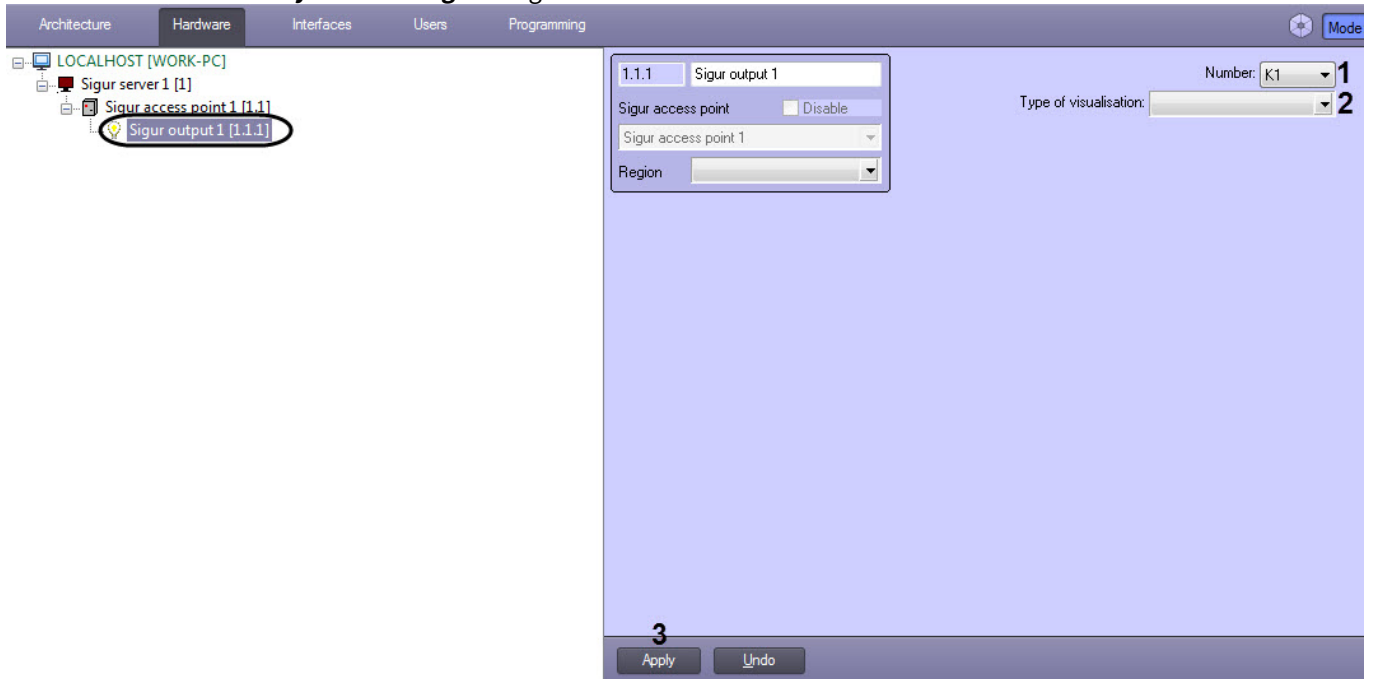 Architecture Hardware Interfaces Users Programming Mode
LOCALHOST [WORK-PC]
Sigur server 1 [1]
Sigur access point 1 [1.1]
Sigur output 1 [1.1.1]
1.1.1 Sigur output 1
Sigur access point Disable
Sigur access point 1
Region
Number: K1 1
Type of visualisation: 2
3
Apply Undo